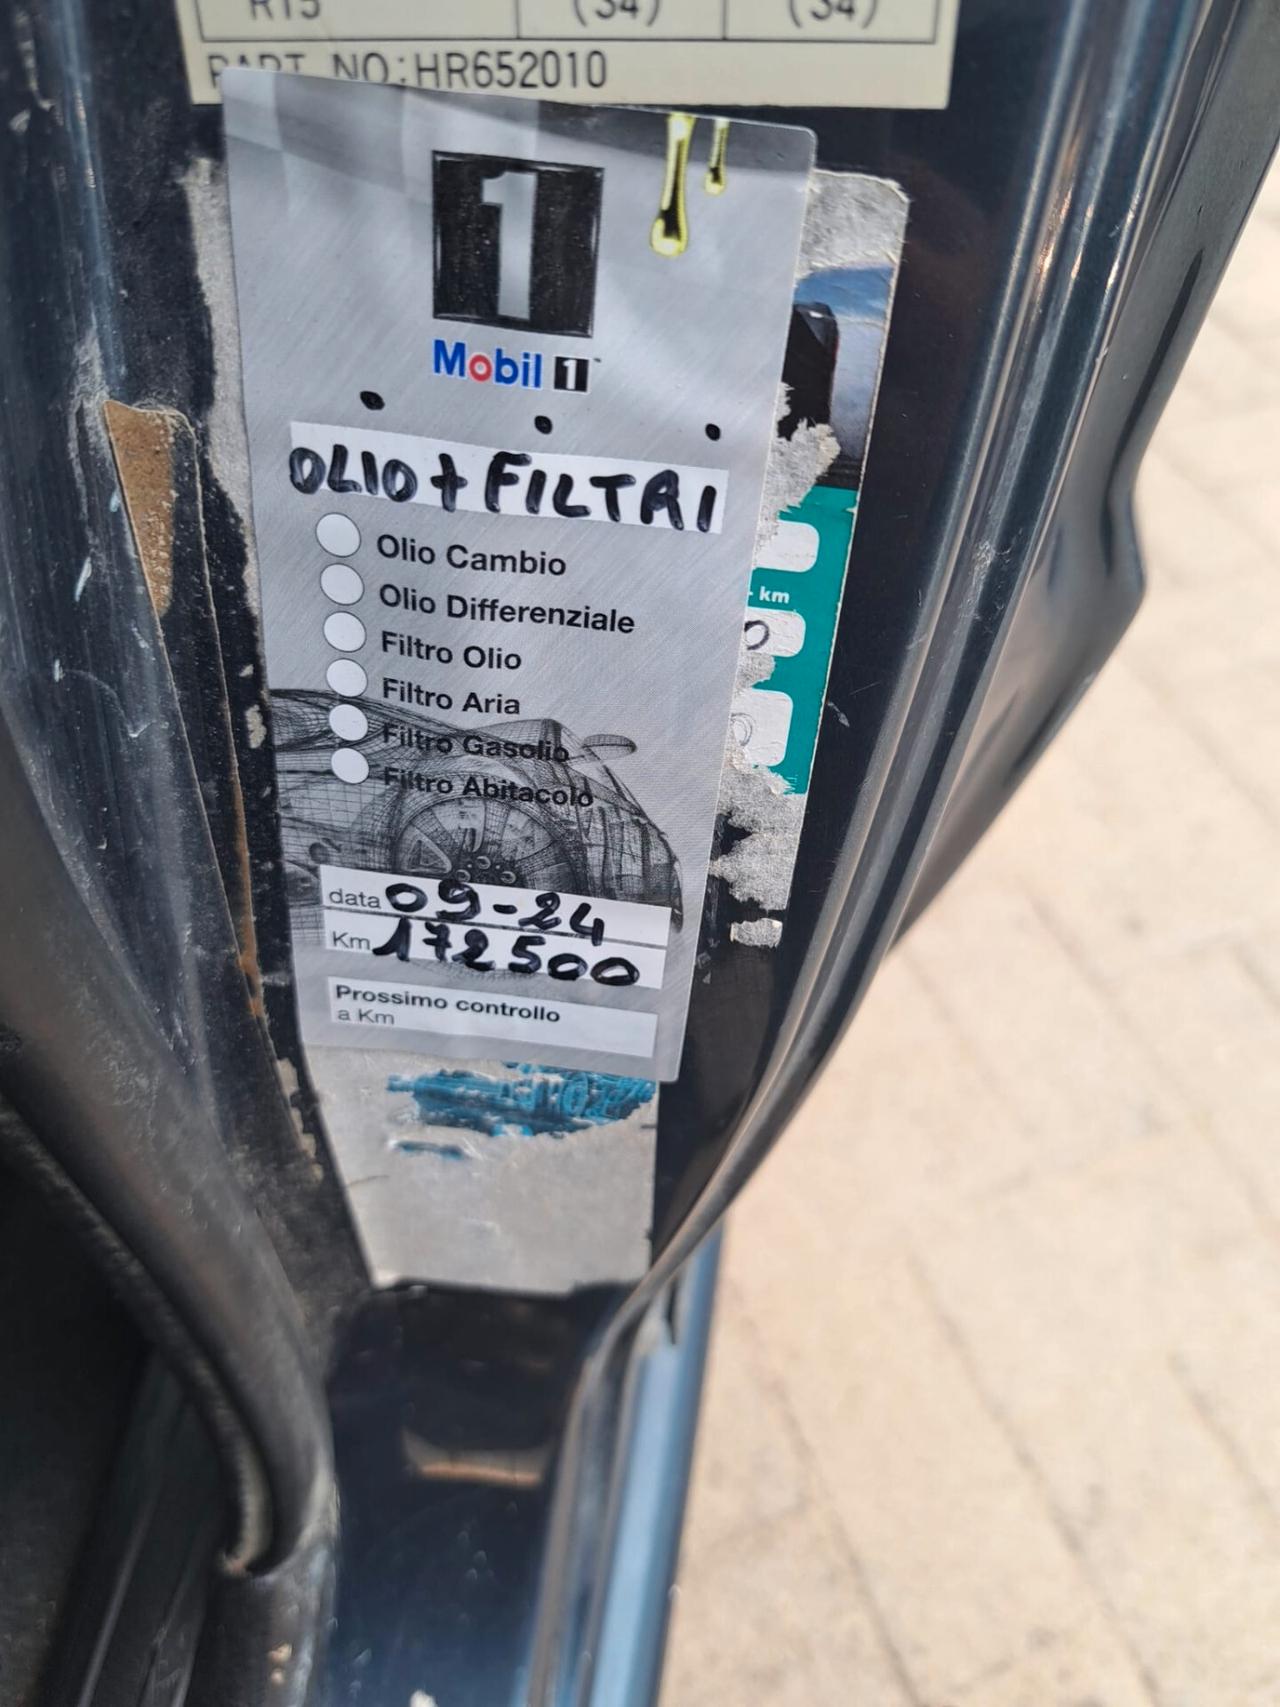 R15 (34) (34)
PART NO:HR652010
1
Mobil 1
OLIO + FILTRI
Olio Cambio
Olio Differenziale
Filtro Olio
Filtro Aria
Filtro Gasolio
Filtro Abitacolo
km
0
data 09-24
Km 172500
Prossimo controllo
a Km